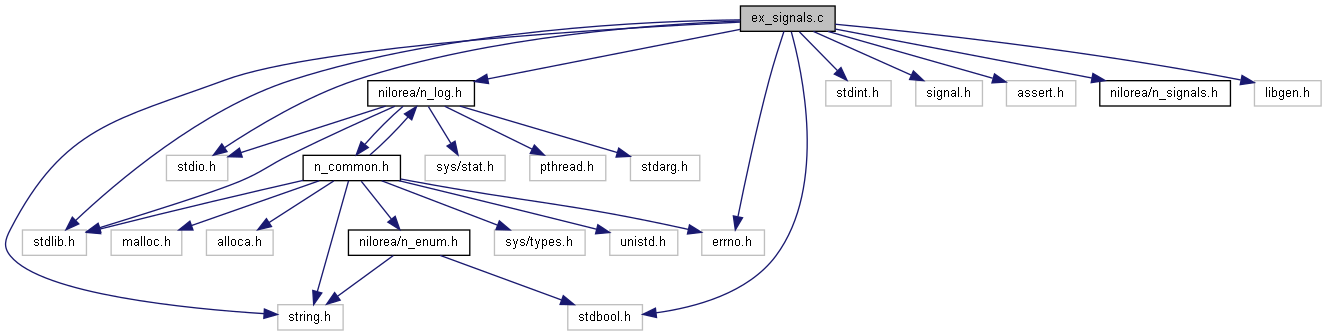 ex_signals.c
nilorea/n_log.h
stdint.h
signal.h
assert.h
nilorea/n_signals.h
libgen.h
stdio.h
n_common.h
sys/stat.h
pthread.h
stdarg.h
stdlib.h
malloc.h
alloca.h
nilorea/n_enum.h
sys/types.h
unistd.h
errno.h
string.h
stdbool.h